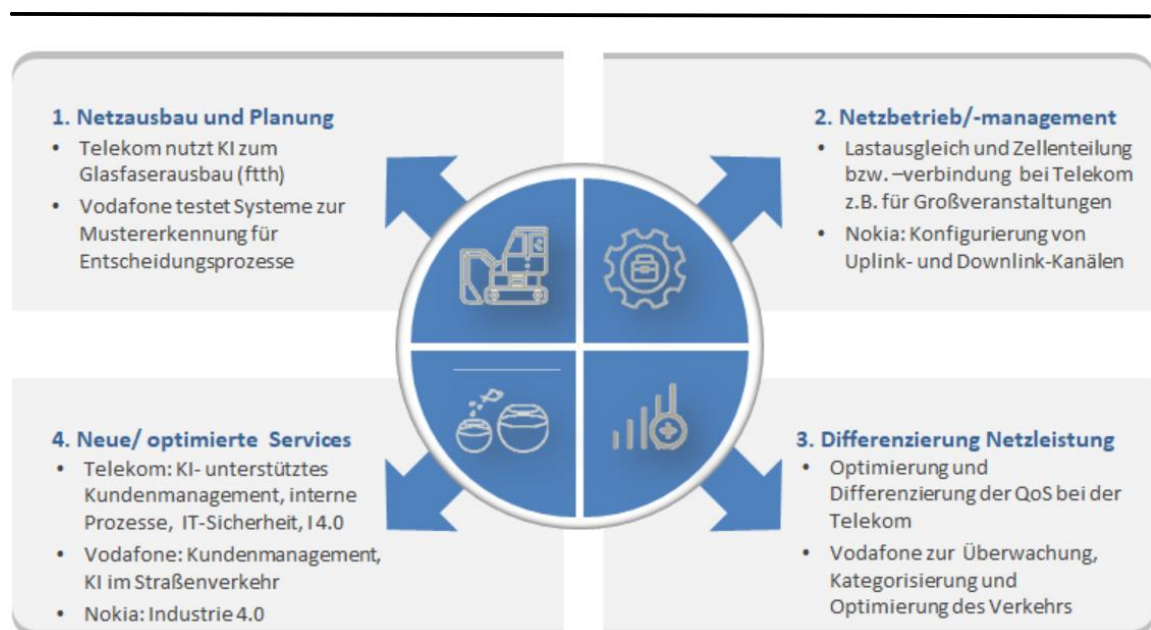 1. Netzausbau und Planung
• Telekom nutzt KI zum
Glasfaserausbau (ftth)
• Vodafone testet Systeme zur
Mustererkennung für
Entscheidungsprozesse
2. Netzbetrieb/-management
• Lastausgleich und Zellenteilung
bzw. –verbindung bei Telekom
z.B. für Großveranstaltungen
• Nokia: Konfigurierung von
Uplink- und Downlink-Kanälen
4. Neue/ optimierte Services
• Telekom: KI- unterstütztes
Kundenmanagement, interne
Prozesse, IT-Sicherheit, I 4.0
• Vodafone: Kundenmanagement,
KI im Straßenverkehr
• Nokia: Industrie 4.0
3. Differenzierung Netzleistung
• Optimierung und
Differenzierung der QoS bei der
Telekom
• Vodafone zur Überwachung,
Kategorisierung und
Optimierung des Verkehrs